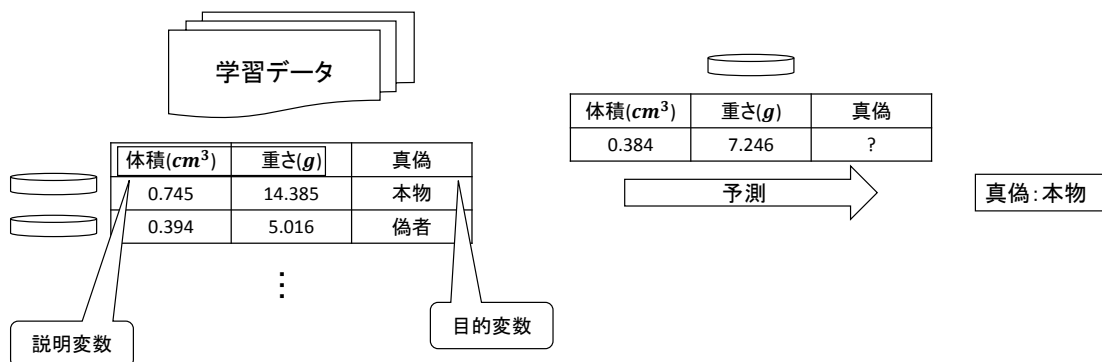 学習データ
体積(cm³) 重さ(g) 真偽
0.745 14.385 本物
0.394 5.016 偽者
⋮
説明変数
目的変数
体積(cm³) 重さ(g) 真偽
0.384 7.246 ?
予測
真偽：本物